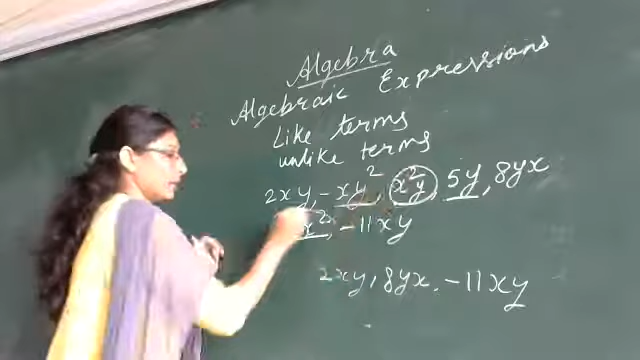 Algebra
Algebraic Expressions
Like terms
unlike terms
2xy, -xy², x²y, 5y, 8yx
x², -11xy
2xy, 8yx, -11xy